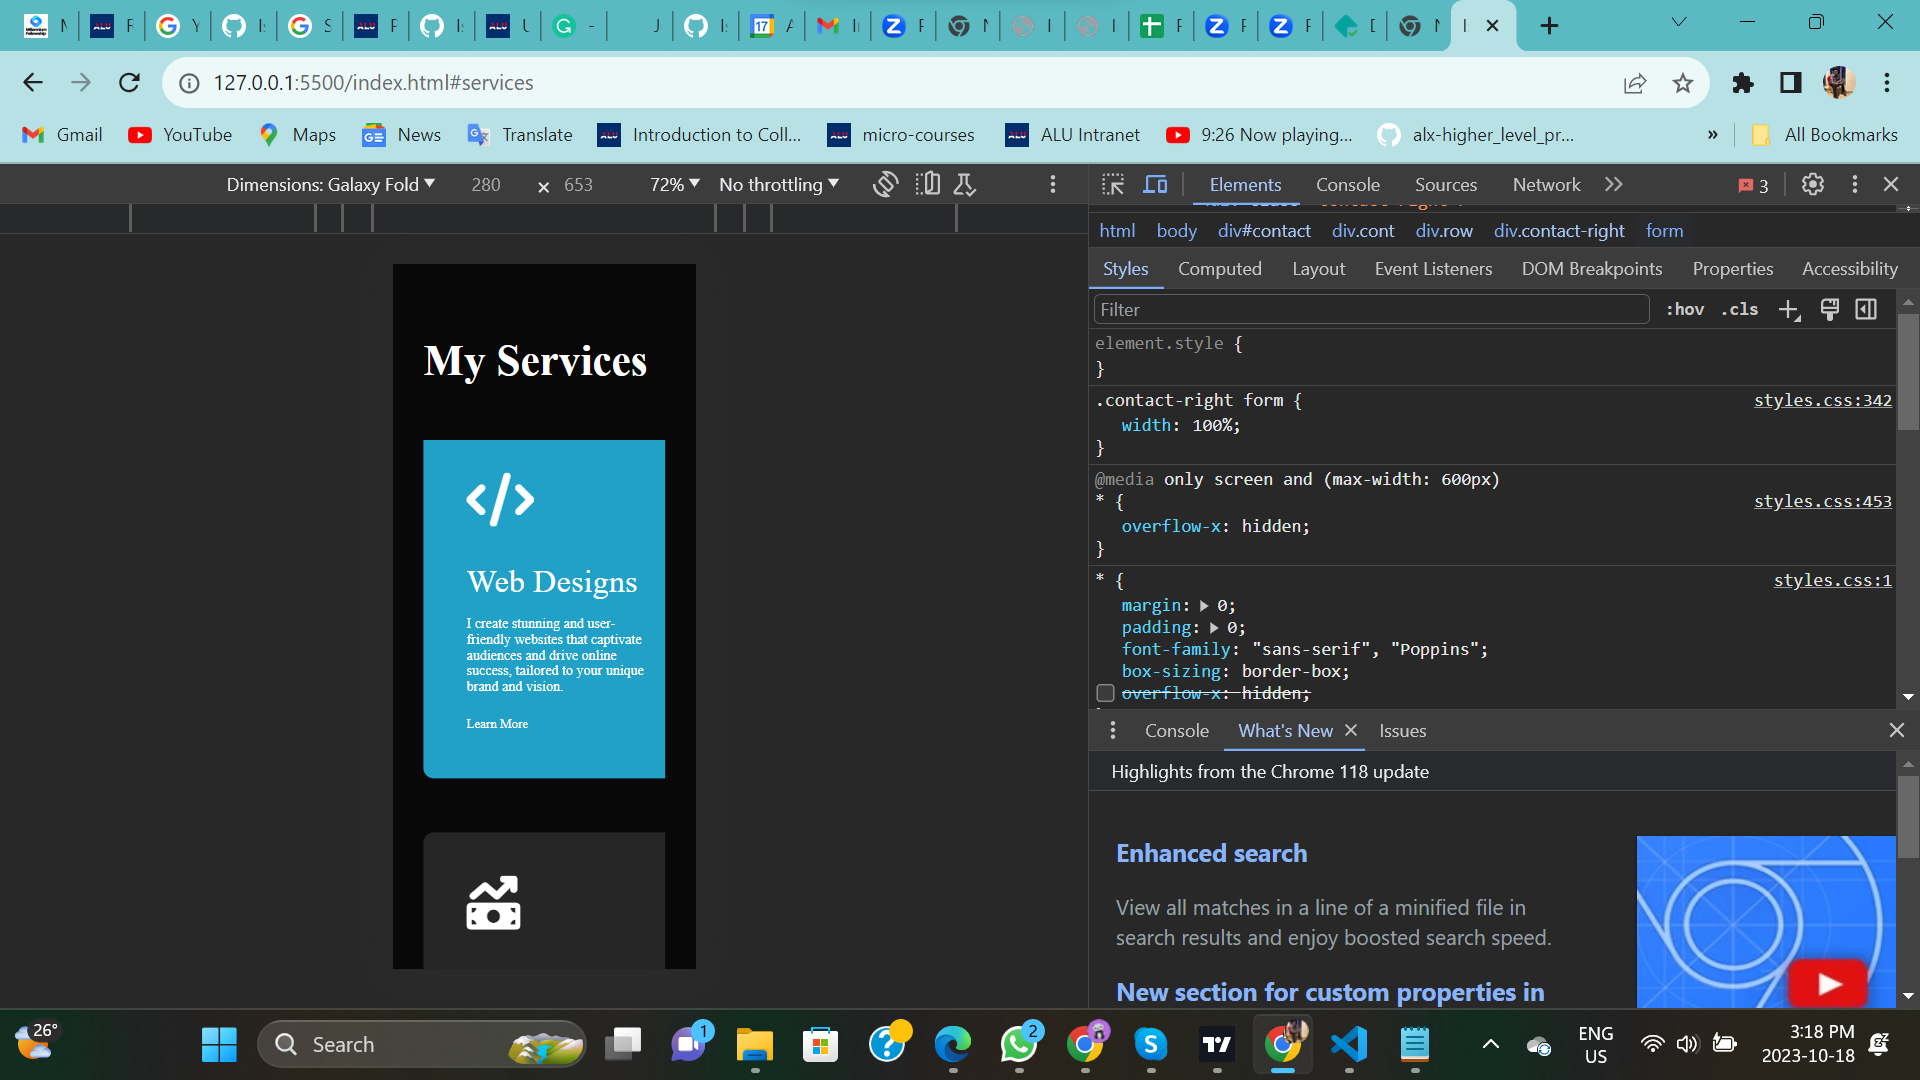 127.0.0.1:5500/index.html#services
Gmail
YouTube
Maps
News
Translate
ALU
Introduction to Coll...
ALU
micro-courses
ALU
ALU Intranet
9:26 Now playing...
alx-higher_level_pr...
»
All Bookmarks
Dimensions: Galaxy Fold
280
×
653
72%
No throttling
Elements
Console
Sources
Network
3
html
body
div#contact
div.cont
div.row
div.contact-right
form
Styles
Computed
Layout
Event Listeners
DOM Breakpoints
Properties
Accessibility
Filter
:hov
.cls
element.style {
}
.contact-right form {
styles.css:342
width: 100%;
}
@media only screen and (max-width: 600px)
* {
styles.css:453
overflow-x: hidden;
}
* {
styles.css:1
margin: 0;
padding: 0;
font-family: "sans-serif", "Poppins";
box-sizing: border-box;
overflow-x: hidden;
Console
What's New
Issues
Highlights from the Chrome 118 update
Enhanced search
View all matches in a line of a minified file in
search results and enjoy boosted search speed.
New section for custom properties in
My Services
</>
Web Designs
I create stunning and user-
friendly websites that captivate
audiences and drive online
success, tailored to your unique
brand and vision.
Learn More
26°
Search
1
2
ENG
US
3:18 PM
2023-10-18